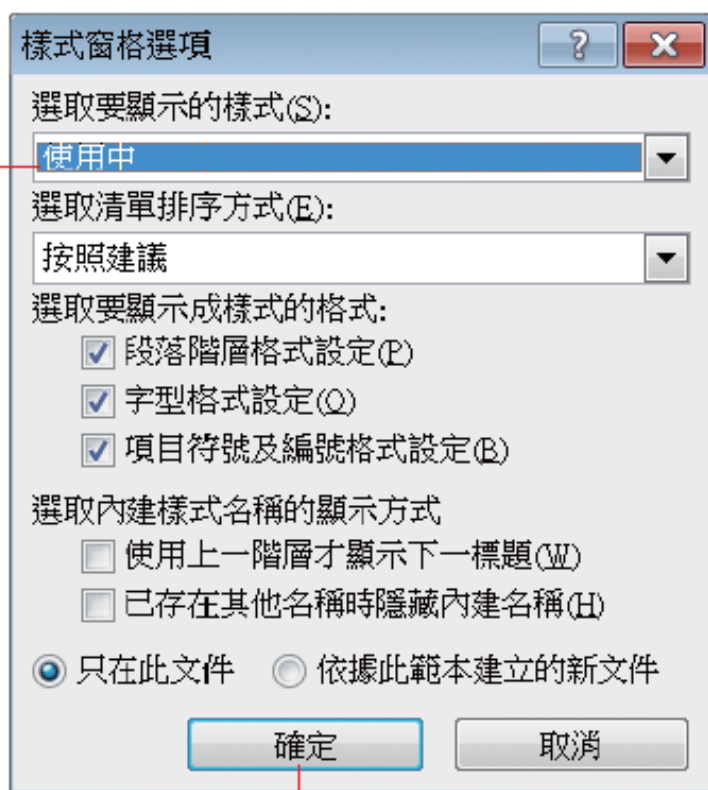 樣式窗格選項
選取要顯示的樣式(S):
使用中
選取清單排序方式(E):
按照建議
選取要顯示成樣式的格式:
段落階層格式設定(P)
字型格式設定(O)
項目符號及編號格式設定(B)
選取內建樣式名稱的顯示方式
使用上一階層才顯示下一標題(W)
已存在其他名稱時隱藏內建名稱(H)
只在此文件 依據此範本建立的新文件
確定 取消